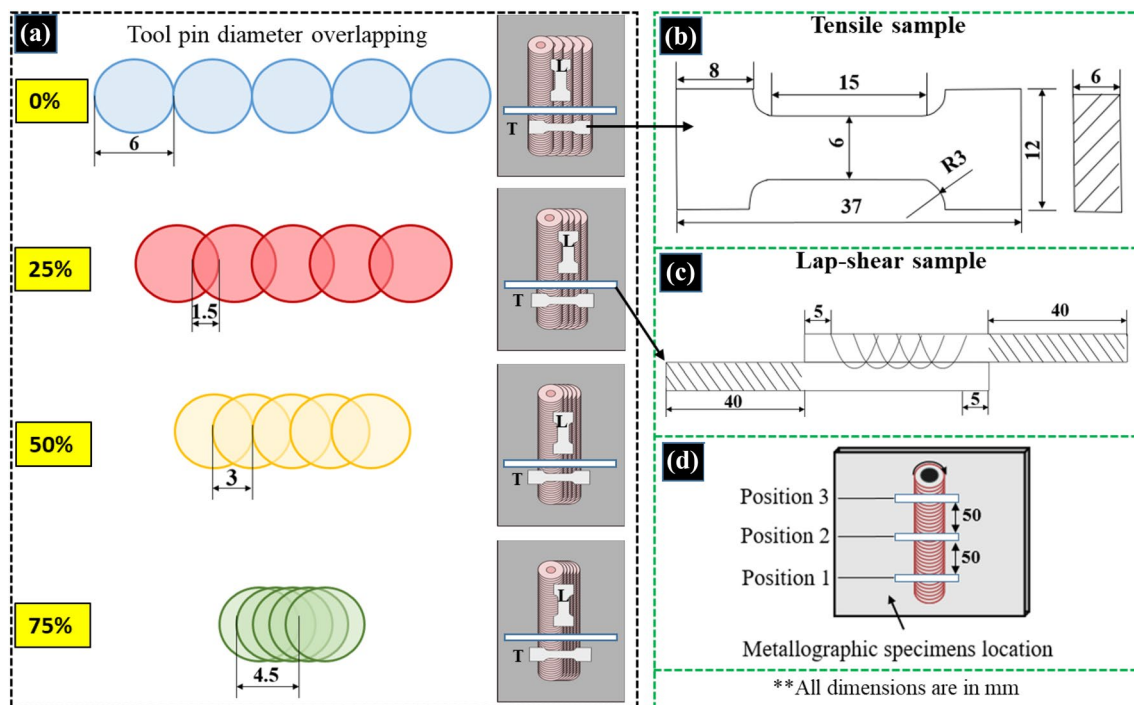 (a)
Tool pin diameter overlapping
0%
6
L
T
25%
1.5
L
T
50%
3
L
T
75%
4.5
L
T
(b)
Tensile sample
8
15
6
6
12
R3
37
(c)
Lap-shear sample
5
40
40
5
(d)
Position 3
50
Position 2
50
Position 1
Metallographic specimens location
**All dimensions are in mm